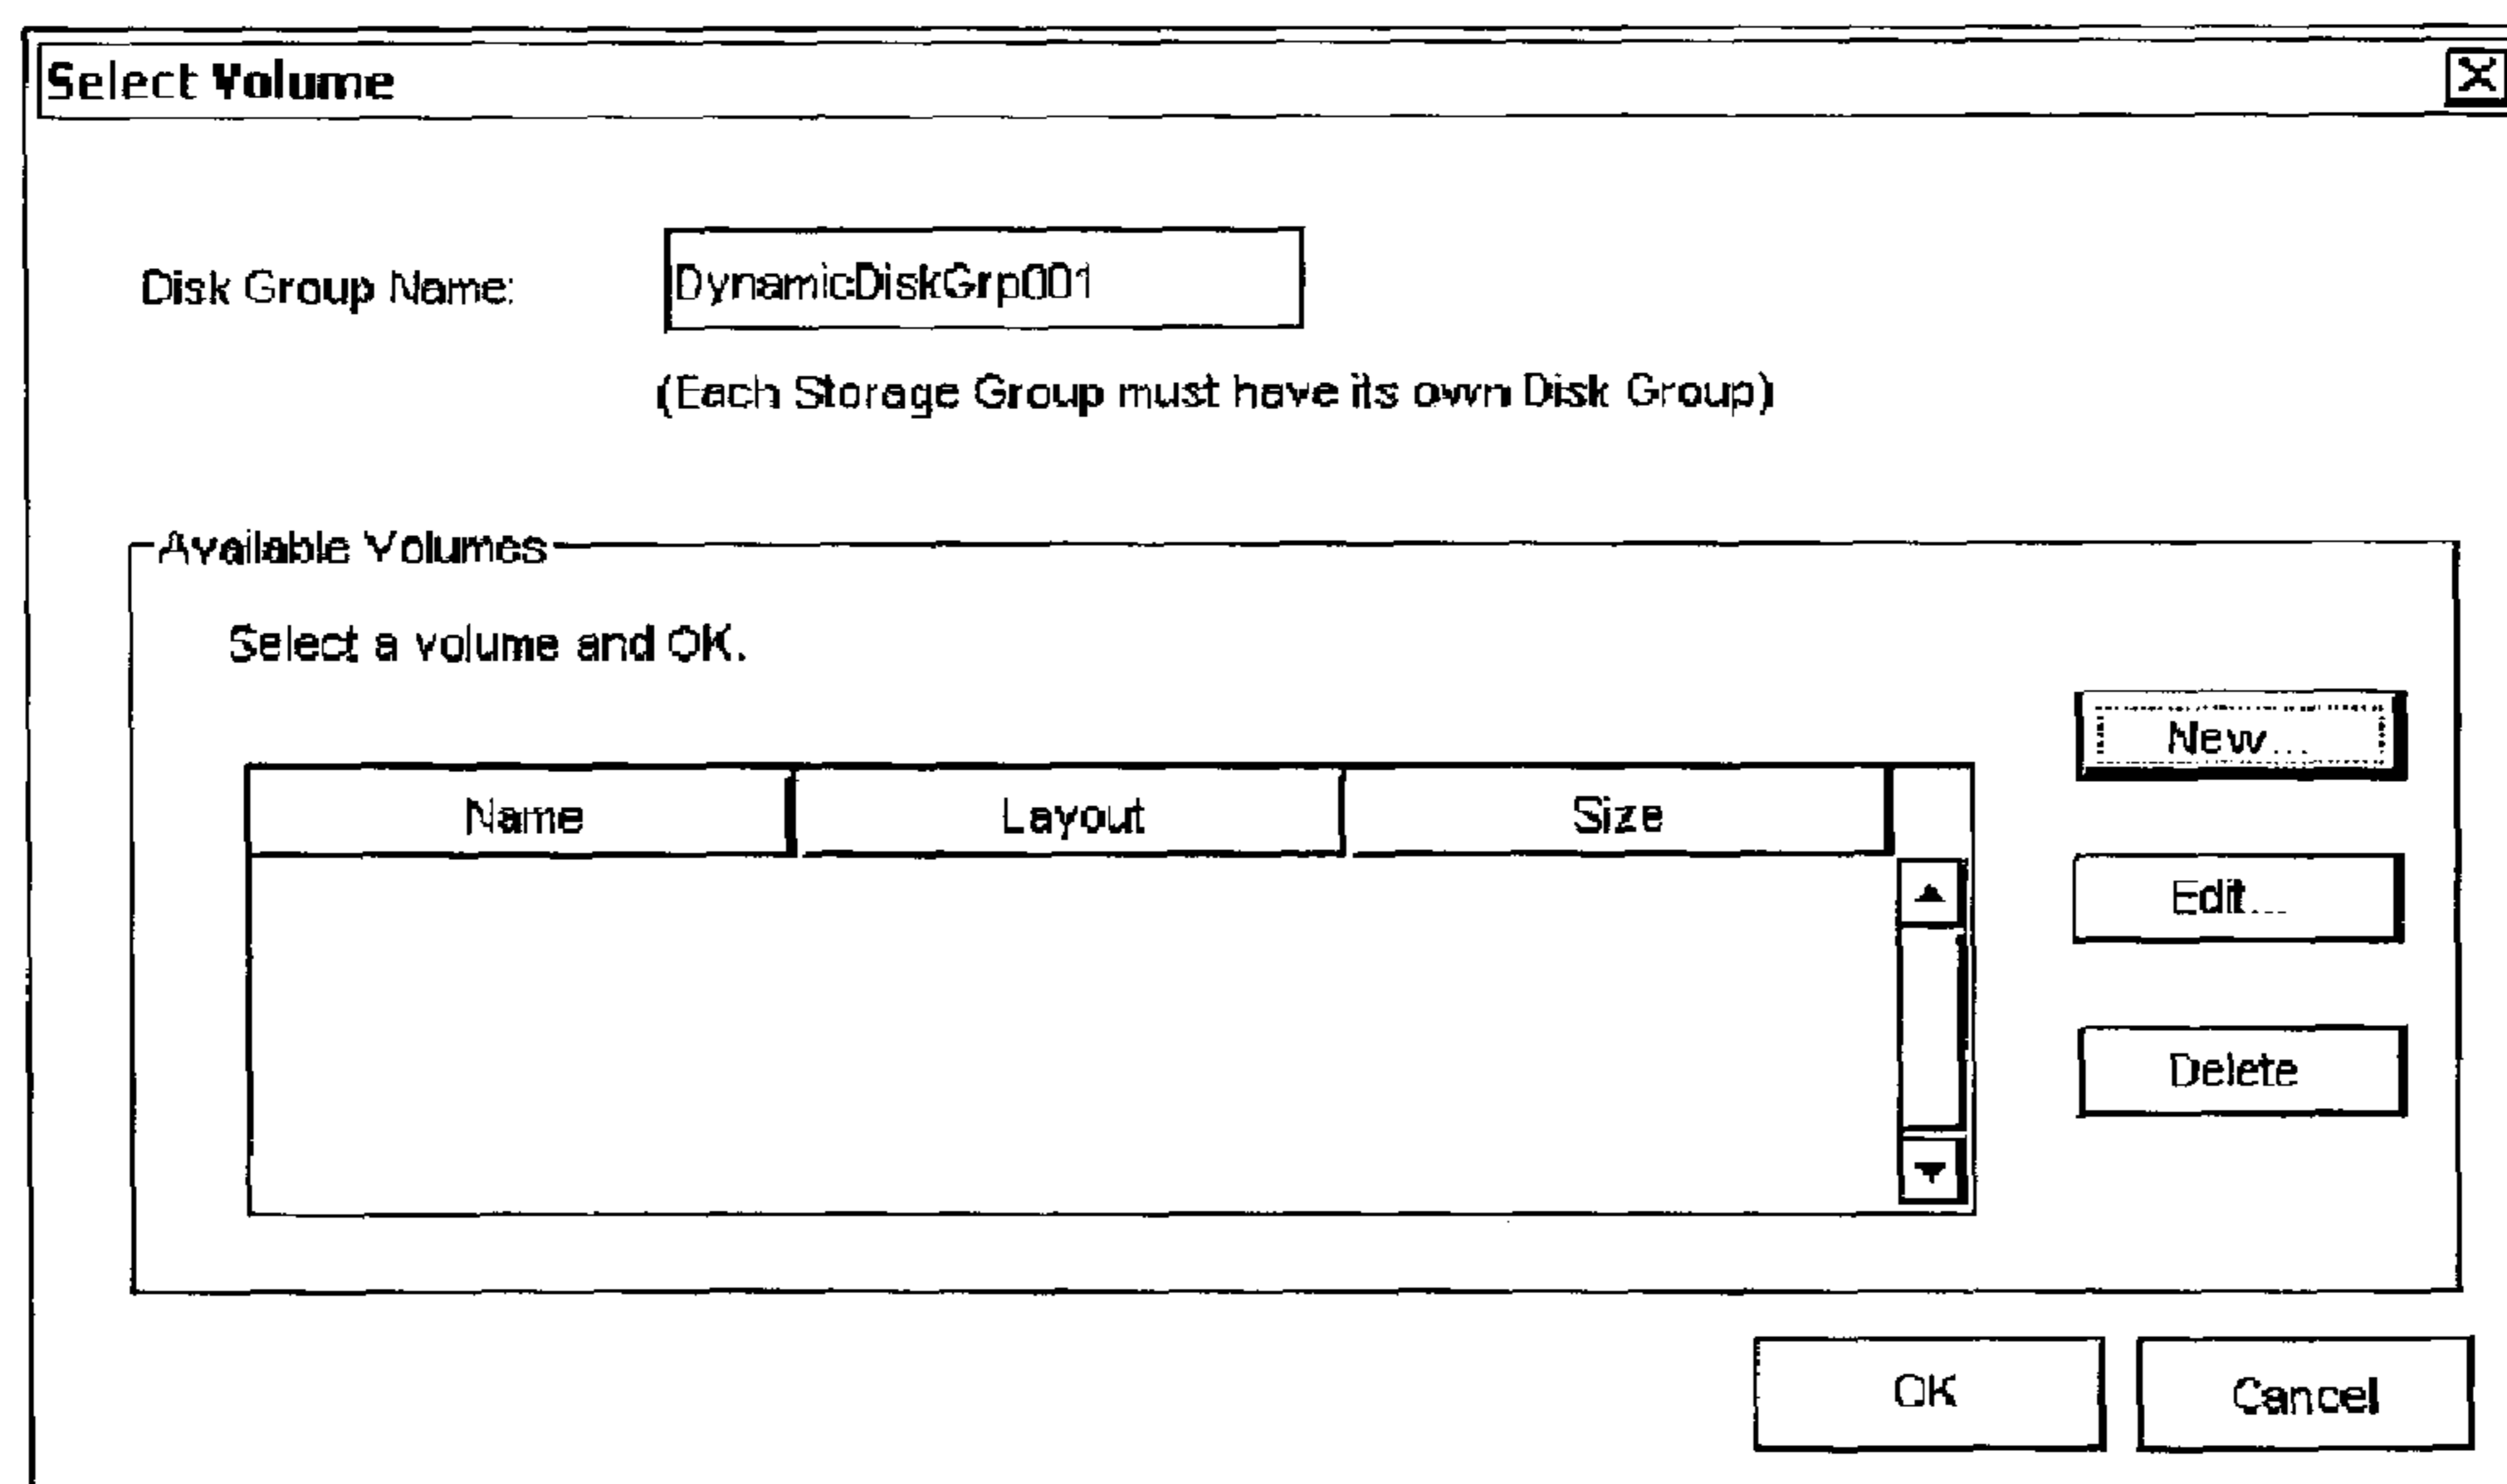 Select Volume
Disk Group Name:
DynamicDiskGrp001
(Each Storage Group must have its own Disk Group)
Available Volumes
Select a volume and OK.
New...
Name Layout Size
Edit...
Delete
OK Cancel